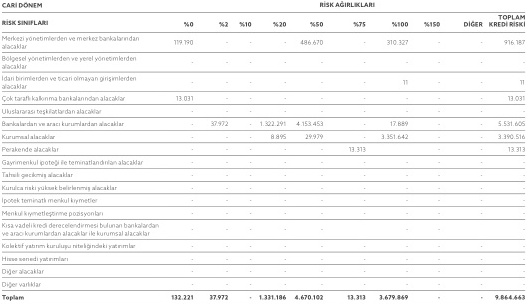 CARİ DÖNEM RİSK AĞIRLIKLARI
RİSK SINIFLARI %0 %2 %10 %20 %50 %75 %100 %150 DİĞER TOPLAM KREDİ RİSKİ
Merkezi yönetimlerden ve merkez bankalarından
alacaklar 119.190 - - - 486.670 - 310.327 - - 916.187
Bölgesel yönetimlerden ve yerel yönetimlerden
alacaklar - - - - - - - - - -
İdari birimlerden ve ticari olmayan girişimlerden
alacaklar - - - - - - 11 - - 11
Çok taraflı kalkınma bankalarından alacaklar 13.031 - - - - - - - - 13.031
Uluslararası teşkilatlardan alacaklar - - - - - - - - - -
Bankalardan ve aracı kurumlardan alacaklar - 37.972 - 1.322.291 4.153.453 - 17.889 - - 5.531.605
Kurumsal alacaklar - - - 8.895 29.979 - 3.351.642 - - 3.390.516
Perakende alacaklar - - - - - 13.313 - - - 13.313
Gayrimenkul ipoteği ile teminatlandırılan alacaklar - - - - - - - - - -
Tahsili gecikmiş alacaklar - - - - - - - - - -
Kurulca riski yüksek belirlenmiş alacaklar - - - - - - - - - -
İpotek teminatlı menkul kıymetler - - - - - - - - - -
Menkul kıymetleştirme pozisyonları - - - - - - - - - -
Kısa vadeli kredi derecelendirmesi bulunan bankalardan
ve aracı kurumlardan alacaklar ile kurumsal alacaklar - - - - - - - - - -
Kolektif yatırım kuruluşu niteliğindeki yatırımlar - - - - - - - - - -
Hisse senedi yatırımları - - - - - - - - - -
Diğer alacaklar - - - - - - - - - -
Diğer varlıklar - - - - - - - - - -
Toplam 132.221 37.972 - 1.331.186 4.670.102 13.313 3.679.869 - - 9.864.663